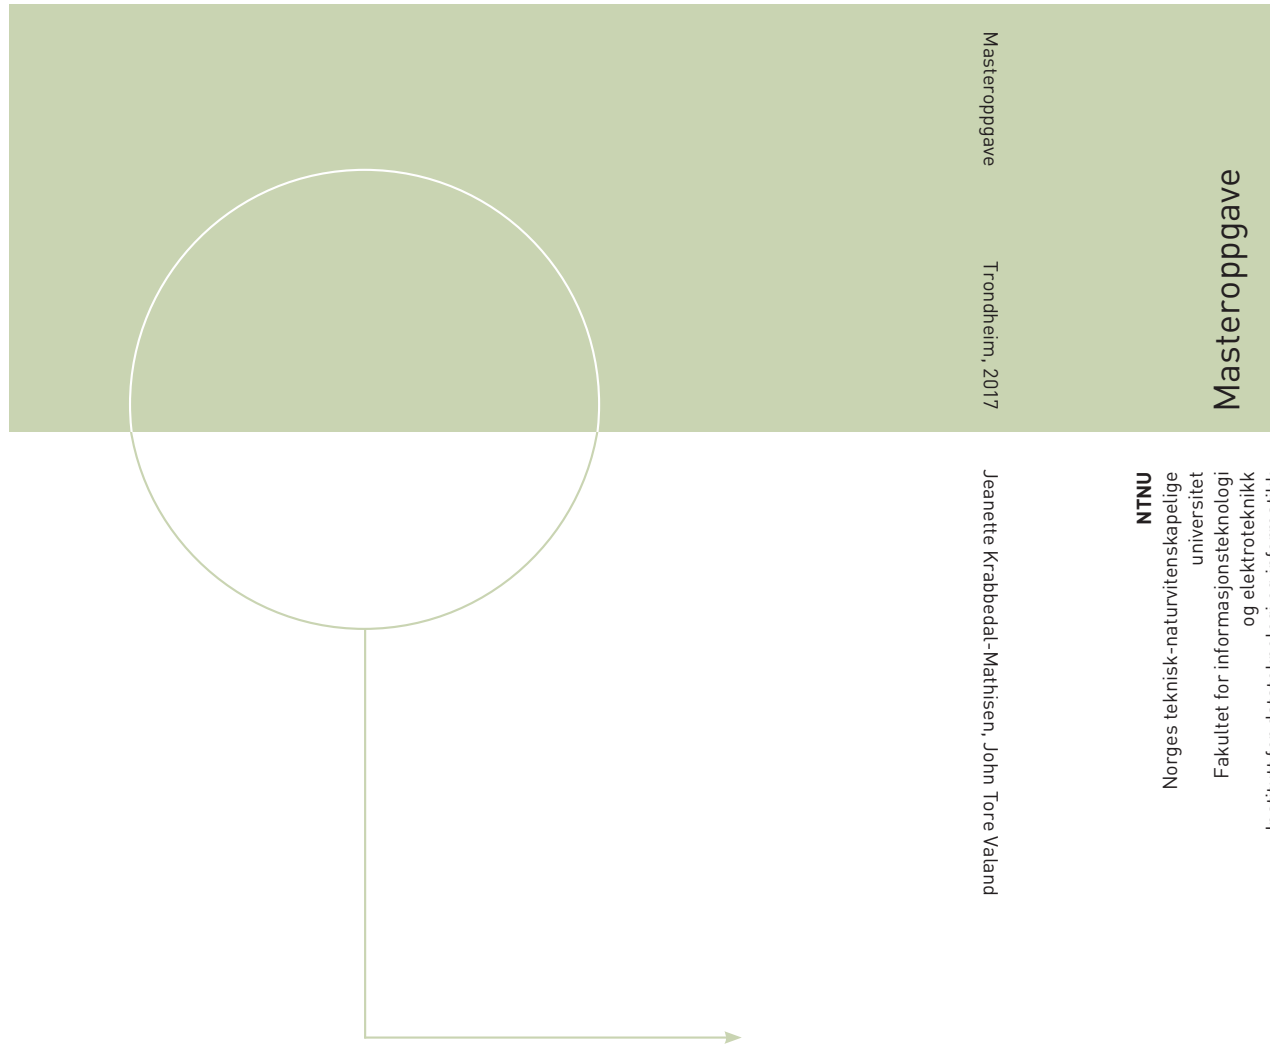 Masteroppgave
Trondheim, 2017
Jeanette Krabbedal-Mathisen, John Tore Valand
Masteroppgave
NTNU
Norges teknisk-naturvitenskapelige
universitet
Fakultet for informasjonsteknologi
og elektroteknikk